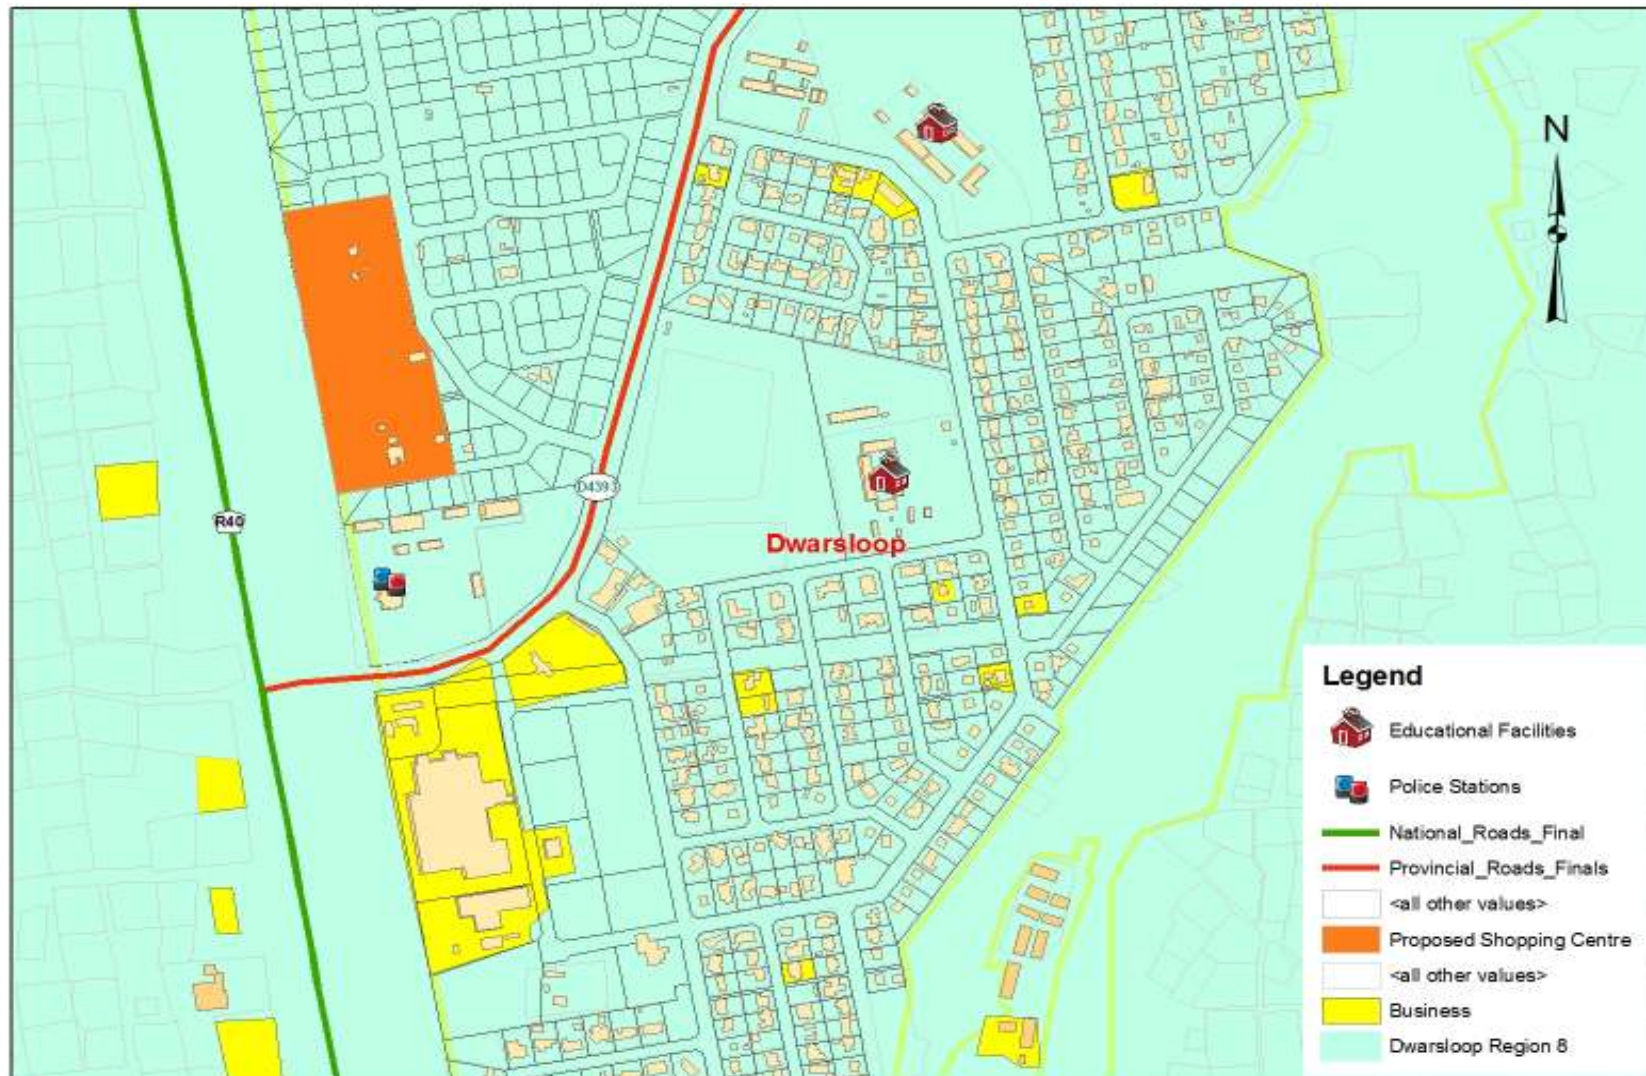 N
D4393
R40
Dwarsloop
Legend
Educational Facilities
Police Stations
National_Roads_Final
Provincial_Roads_Finals
<all other values>
Proposed Shopping Centre
<all other values>
Business
Dwarsloop Region 8